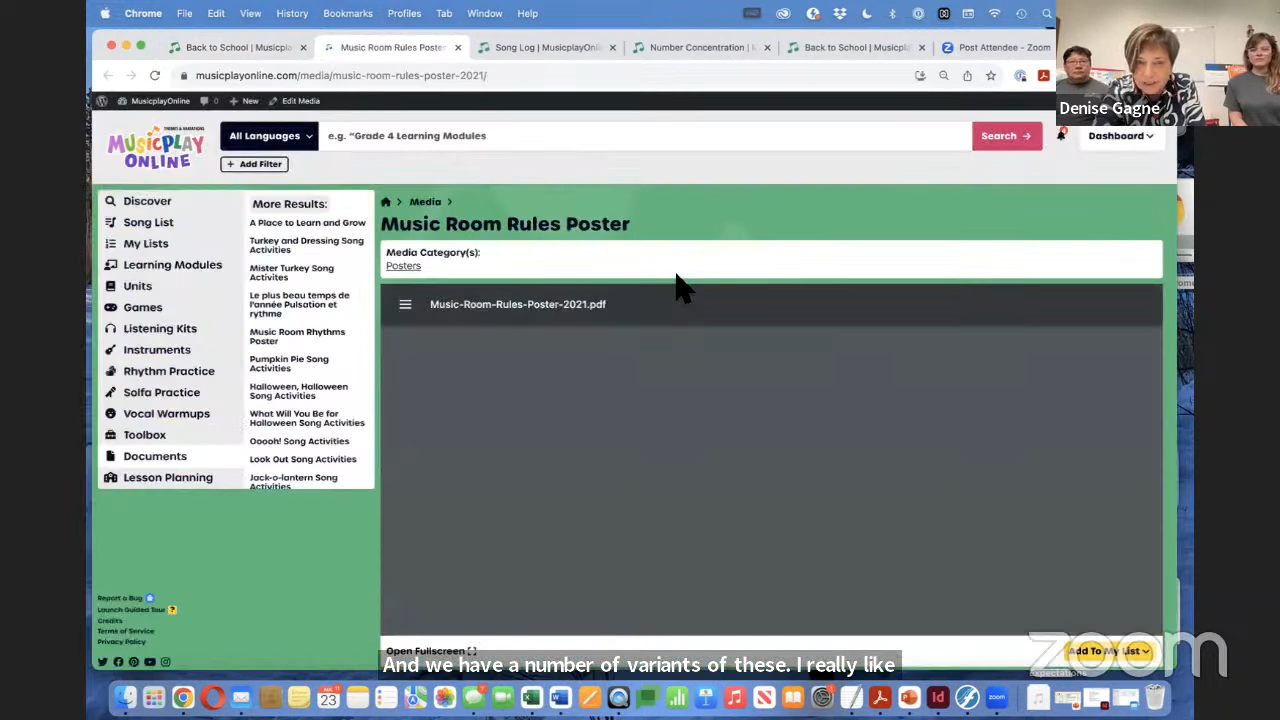 Chrome File Edit View History Bookmarks Profiles Tab Window Help
Back to School | Musicpla
Music Room Rules Poster
Song Log | MusicplayOnl
Number Concentration | M
Back to School | Musicpla
Post Attendee - Zoom
musicplayonline.com/media/music-room-rules-poster-2021/
MusicplayOnline 0 New Edit Media
Denise Gagne
MUSICPLAY
ONLINE
All Languages
e.g. "Grade 4 Learning Modules
Search
Dashboard
+ Add Filter
Discover
Song List
My Lists
Learning Modules
Units
Games
Listening Kits
Instruments
Rhythm Practice
Solfa Practice
Vocal Warmups
Toolbox
Documents
Lesson Planning
More Results:
A Place to Learn and Grow
Turkey and Dressing Song
Activities
Mister Turkey Song
Activites
Le plus beau temps de
l'année Pulsation et
rythme
Music Room Rhythms
Poster
Pumpkin Pie Song
Activities
Halloween, Halloween
Song Activities
What Will You Be for
Halloween Song Activities
Ooooh! Song Activities
Look Out Song Activities
Jack-o-lantern Song
Activities
Media
Music Room Rules Poster
Media Category(s):
Posters
Music-Room-Rules-Poster-2021.pdf
Report a Bug
Launch Guided Tour ?
Credits
Terms of Service
Privacy Policy
Open Fullscreen
Add To My List
And we have a number of variants of these. I really like
zoom
expectations
23
zoom